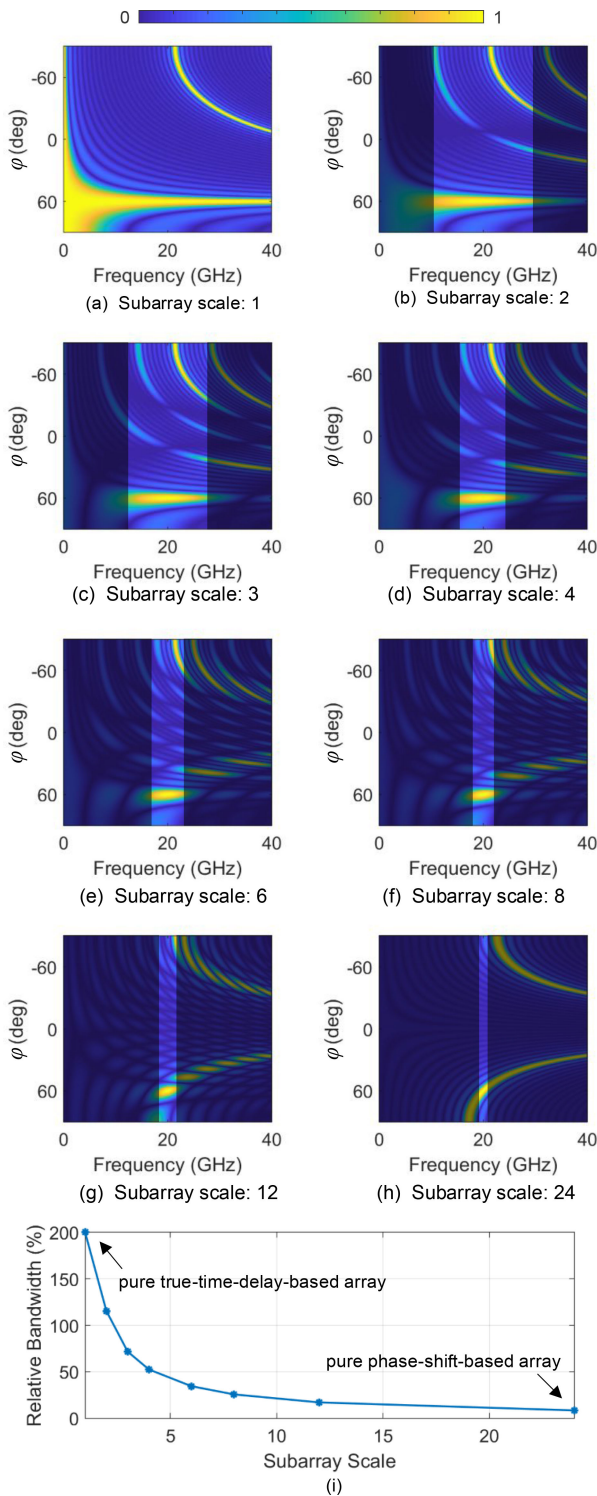 0 1
-60
0
60
φ (deg)
0 20 40
Frequency (GHz)
(a) Subarray scale: 1
-60
0
60
φ (deg)
0 20 40
Frequency (GHz)
(b) Subarray scale: 2
-60
0
60
φ (deg)
0 20 40
Frequency (GHz)
(c) Subarray scale: 3
-60
0
60
φ (deg)
0 20 40
Frequency (GHz)
(d) Subarray scale: 4
-60
0
60
φ (deg)
0 20 40
Frequency (GHz)
(e) Subarray scale: 6
-60
0
60
φ (deg)
0 20 40
Frequency (GHz)
(f) Subarray scale: 8
-60
0
60
φ (deg)
0 20 40
Frequency (GHz)
(g) Subarray scale: 12
-60
0
60
φ (deg)
0 20 40
Frequency (GHz)
(h) Subarray scale: 24
Relative Bandwidth (%)
200
150
100
50
0
pure true-time-delay-based array
pure phase-shift-based array
5 10 15 20
Subarray Scale
(i)